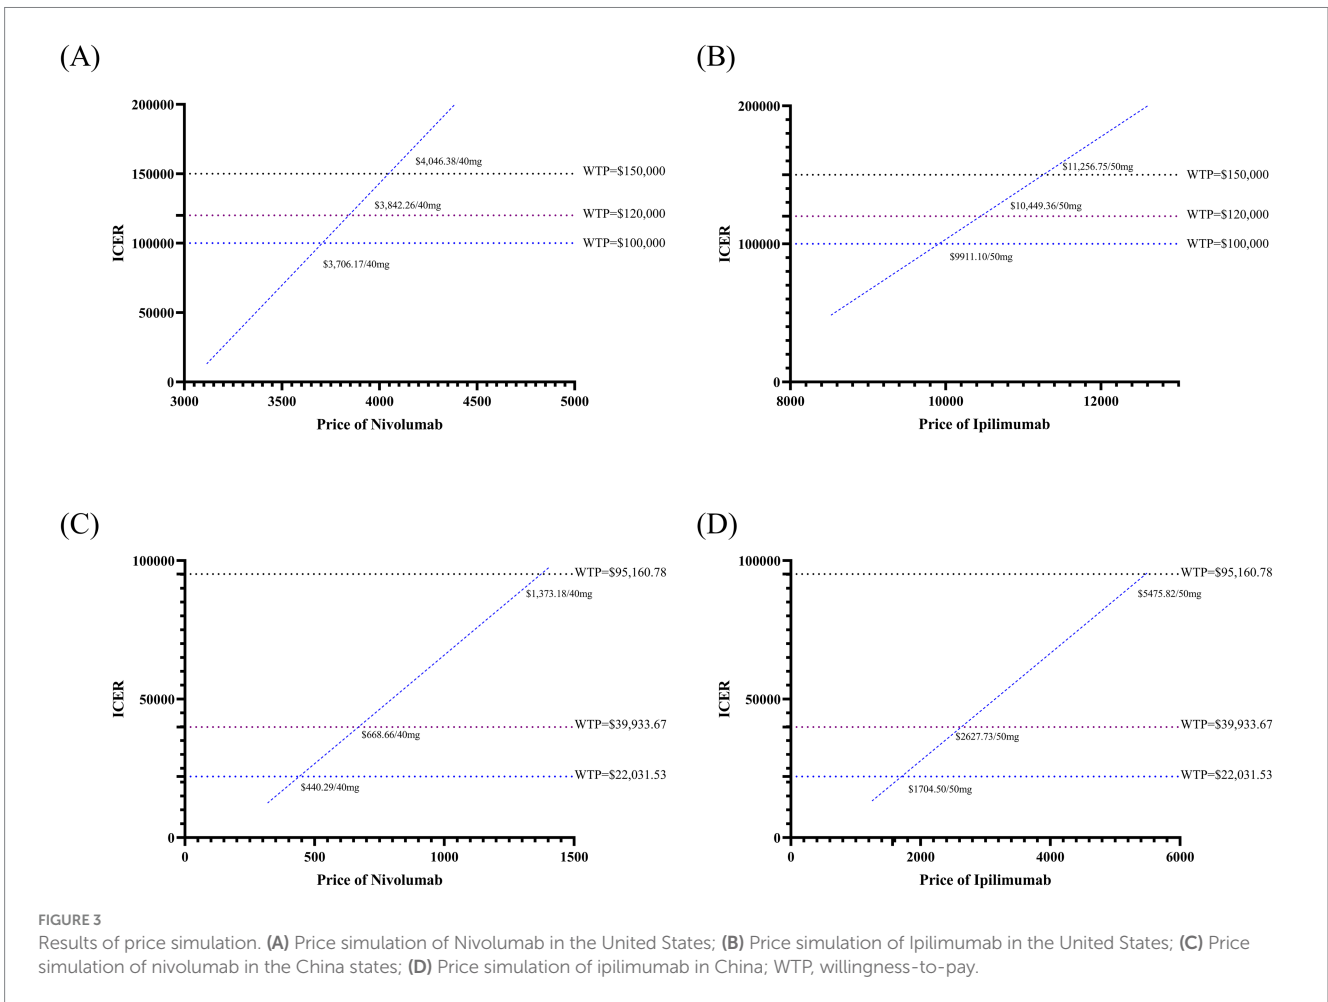 (A)
200000
150000
100000
50000
0
3000
3500
4000
4500
5000
ICER
Price of Nivolumab
$4,046.38/40mg
$3,842.26/40mg
$3,706.17/40mg
WTP=$150,000
WTP=$120,000
WTP=$100,000
(B)
200000
150000
100000
0
8000
10000
12000
ICER
Price of Ipilimumab
$11,256.75/50mg
$10,449.36/50mg
$9911.10/50mg
WTP=$150,000
WTP=$120,000
WTP=$100,000
(C)
100000
50000
0
0
500
1000
1500
ICER
Price of Nivolumab
$1,373.18/40mg
$668.66/40mg
$440.29/40mg
WTP=$95,160.78
WTP=$39,933.67
WTP=$22,031.53
(D)
100000
50000
0
0
2000
4000
6000
ICER
Price of Ipilimumab
$5475.82/50mg
$2627.73/50mg
$1704.50/50mg
WTP=$95,160.78
WTP=$39,933.67
WTP=$22,031.53
FIGURE 3
Results of price simulation. (A) Price simulation of Nivolumab in the United States; (B) Price simulation of Ipilimumab in the United States; (C) Price
simulation of nivolumab in the China states; (D) Price simulation of ipilimumab in China; WTP, willingness-to-pay.